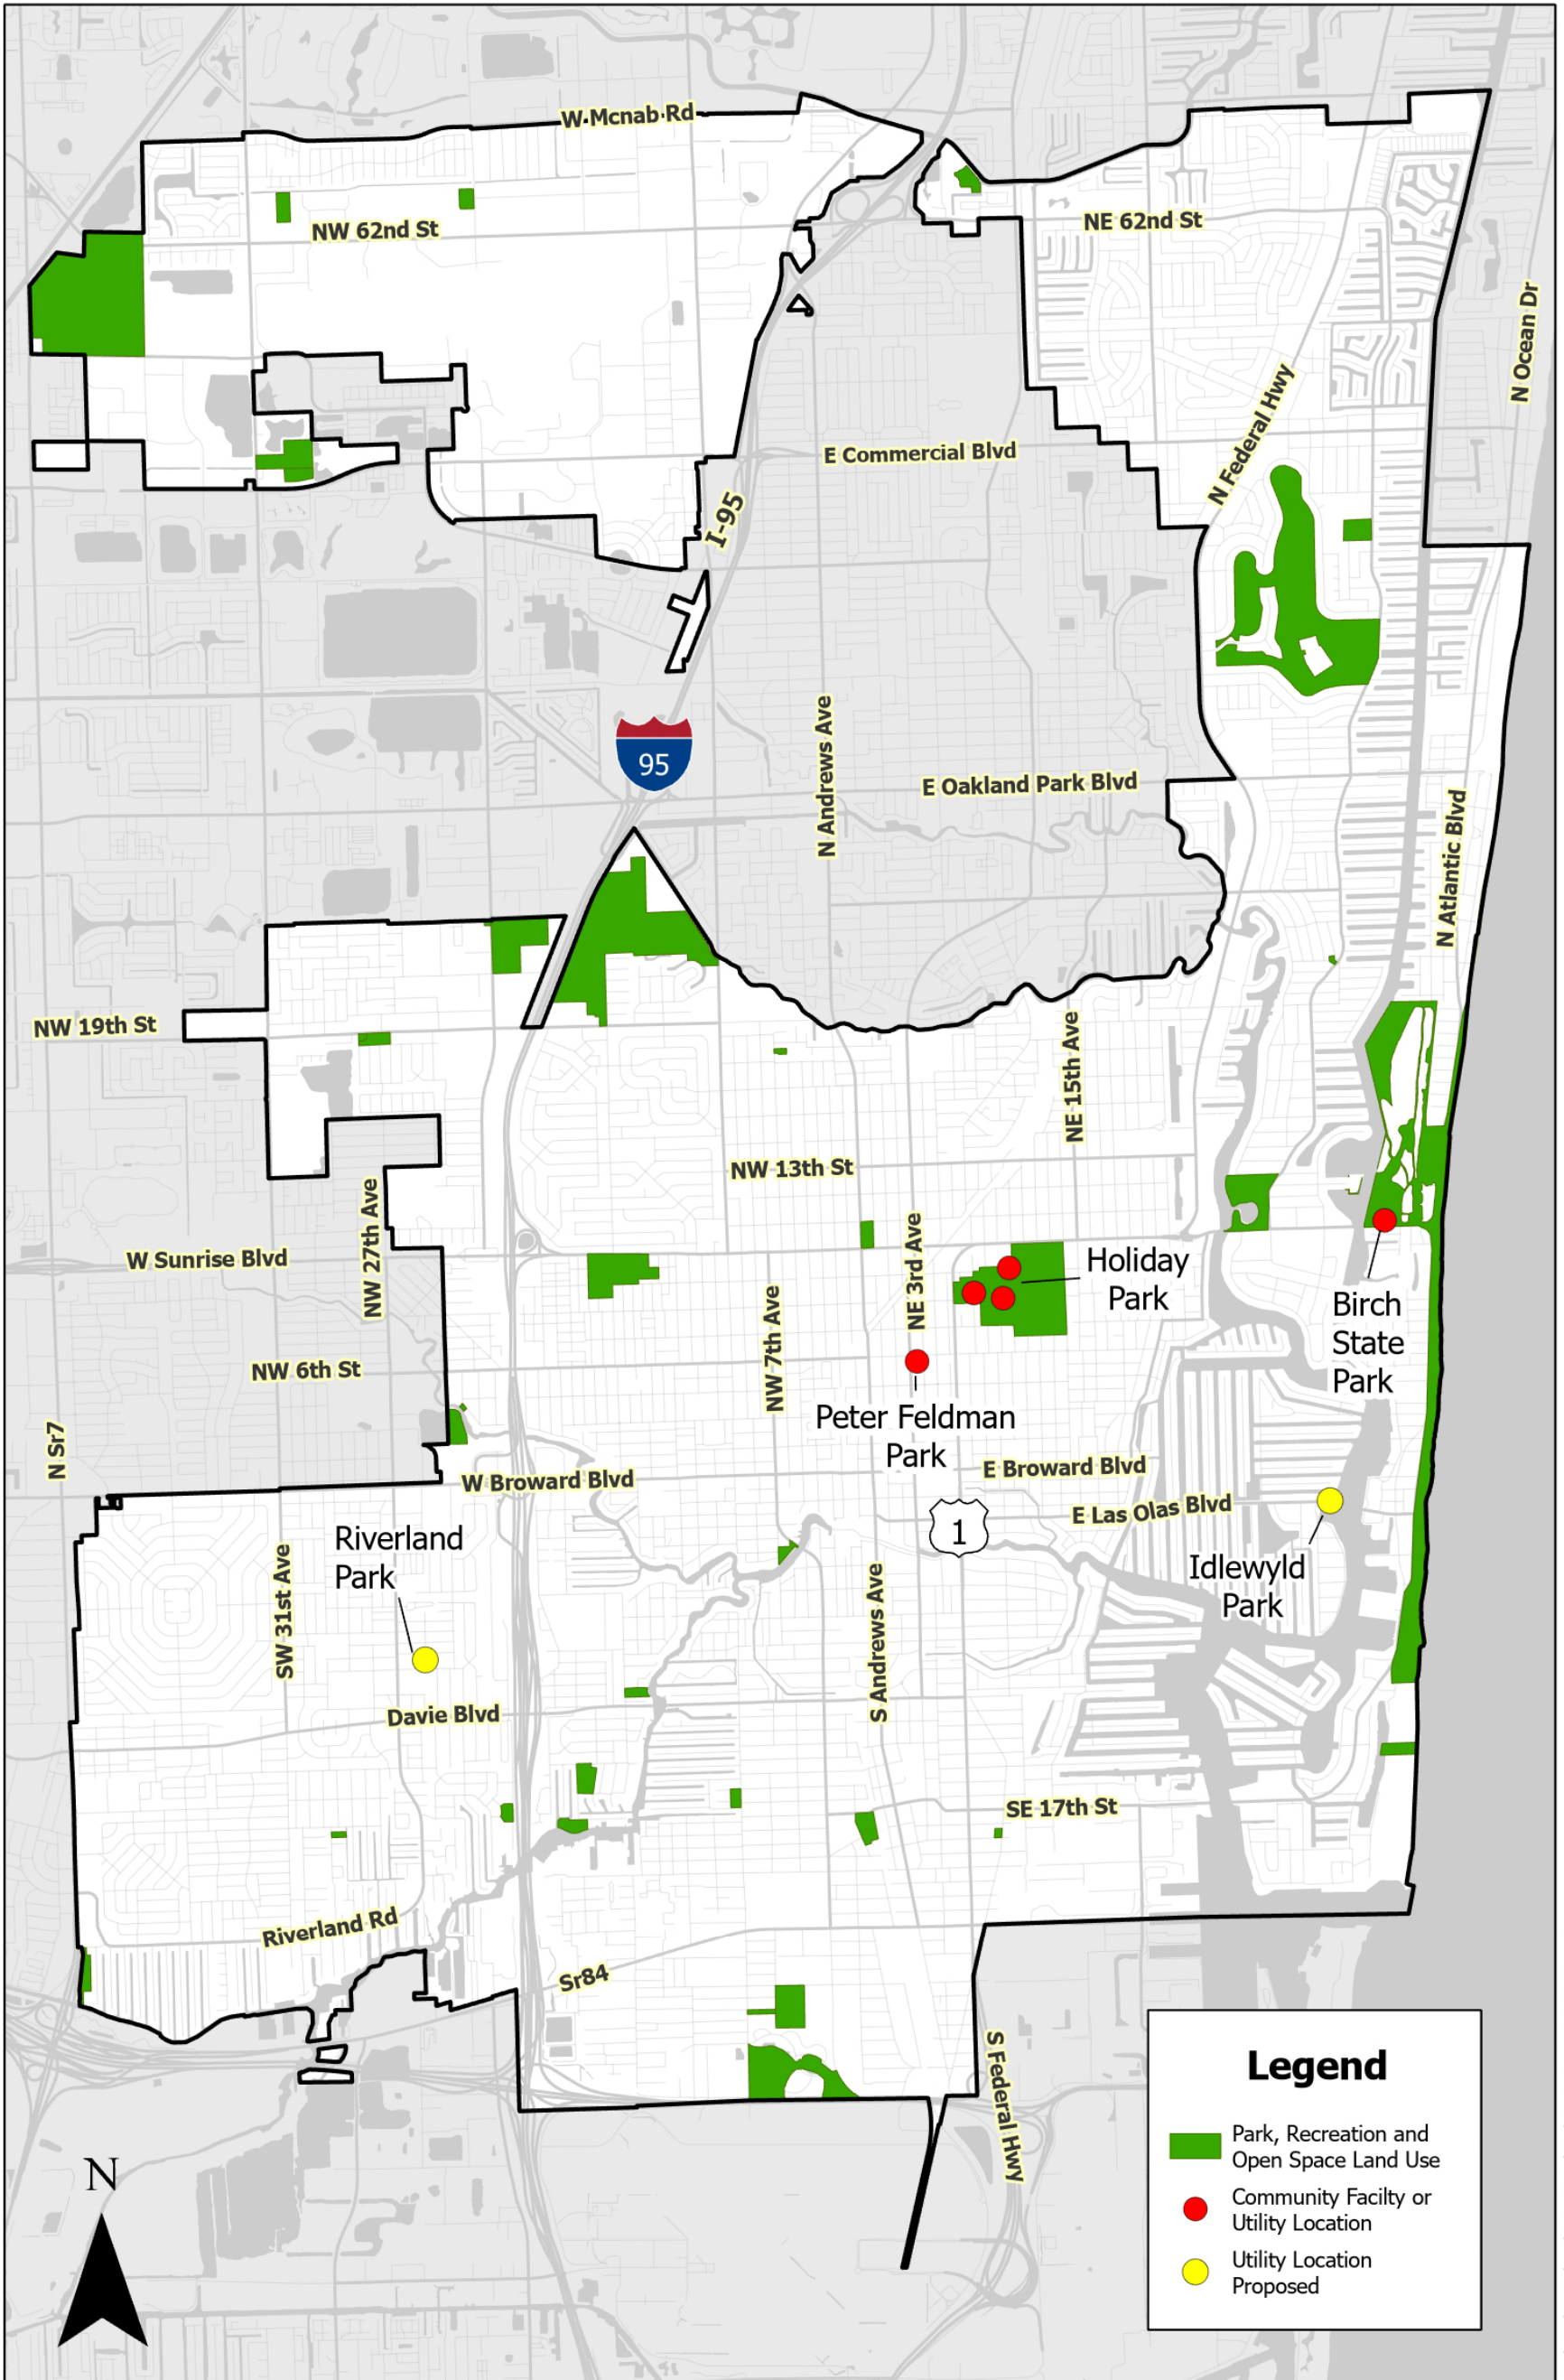 W Mcnab Rd
NW 62nd St
NE 62nd St
N Ocean Dr
N Federal Hwy
E Commercial Blvd
I-95
95
N Andrews Ave
E Oakland Park Blvd
N Atlantic Blvd
NW 19th St
NE 15th Ave
NW 13th St
NW 27th Ave
W Sunrise Blvd
NE 3rd Ave
Holiday
Park
Birch
State
Park
NW 7th Ave
NW 6th St
Peter Feldman
Park
N Sr7
W Broward Blvd
E Broward Blvd
E Las Olas Blvd
1
Riverland
Park
Idlewyld
Park
SW 31st Ave
S Andrews Ave
Davie Blvd
SE 17th St
Riverland Rd
Sr84
S Federal Hwy
N
Legend
Park, Recreation and
Open Space Land Use
Community Facilty or
Utility Location
Utility Location
Proposed